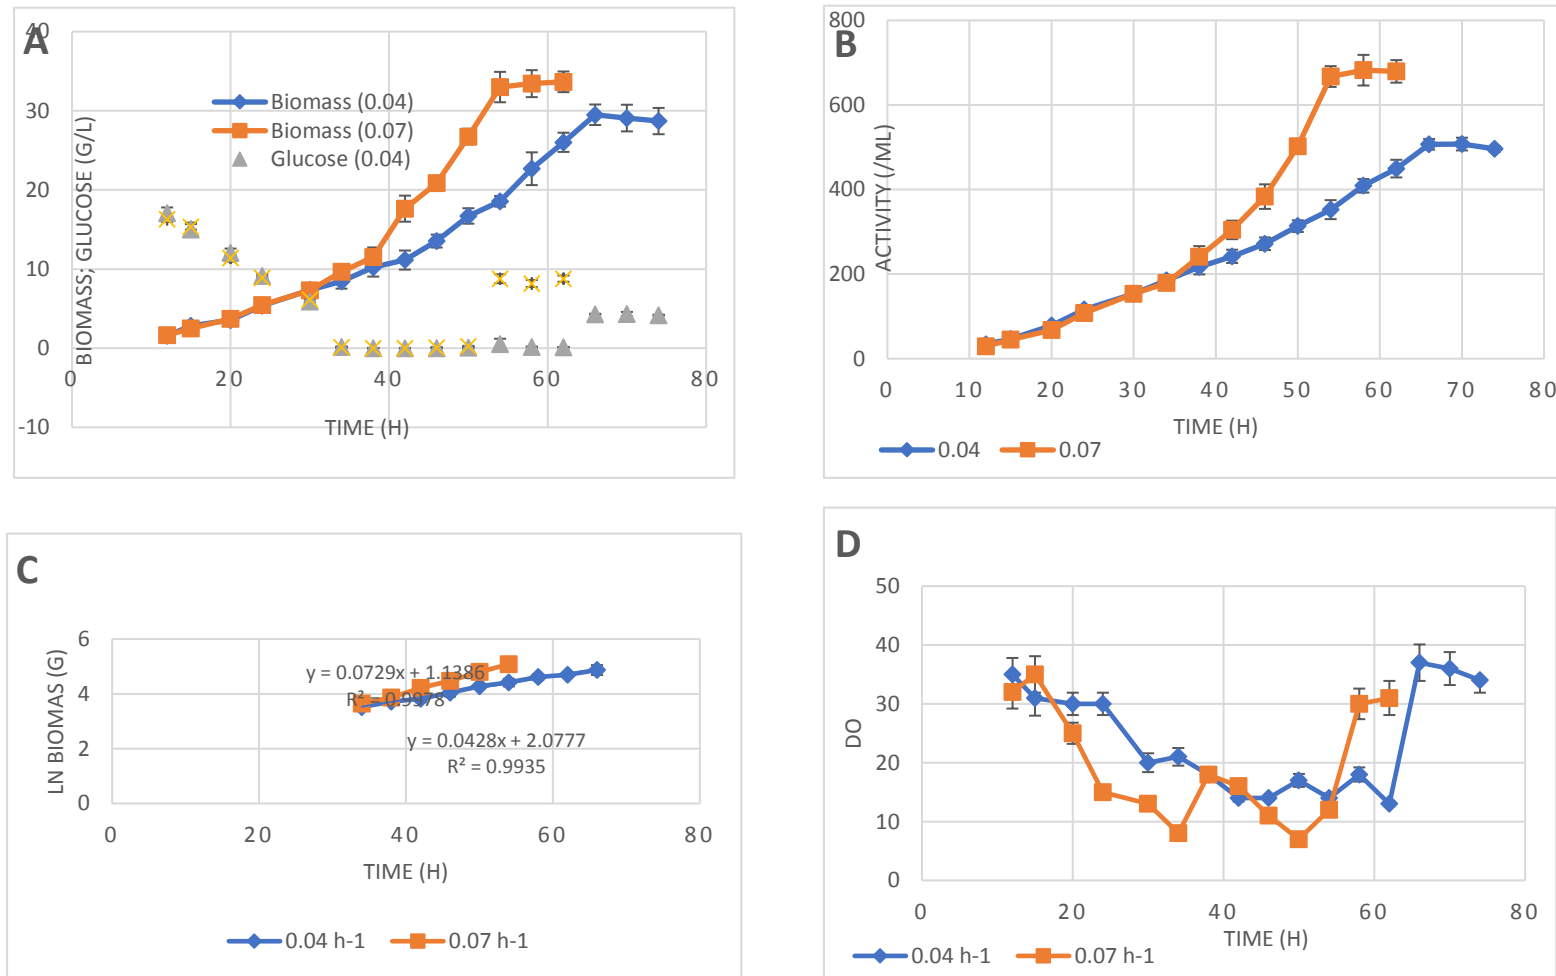 A
40
30
20
10
0
-10
0
20
40
60
80
BIOMASS; GLUCOSE (G/L)
TIME (H)
Biomass (0.04)
Biomass (0.07)
Glucose (0.04)
B
800
600
400
200
0
0
10
20
30
40
50
60
70
80
ACTIVITY (/ML)
TIME (H)
0.04
0.07
C
6
4
2
0
0
20
40
60
80
LN BIOMAS (G)
TIME (H)
y = 0.0729x + 1.1386
R² = 0.9978
y = 0.0428x + 2.0777
R² = 0.9935
0.04 h-1
0.07 h-1
D
50
40
30
20
10
0
0
20
40
60
80
DO
TIME (H)
0.04 h-1
0.07 h-1